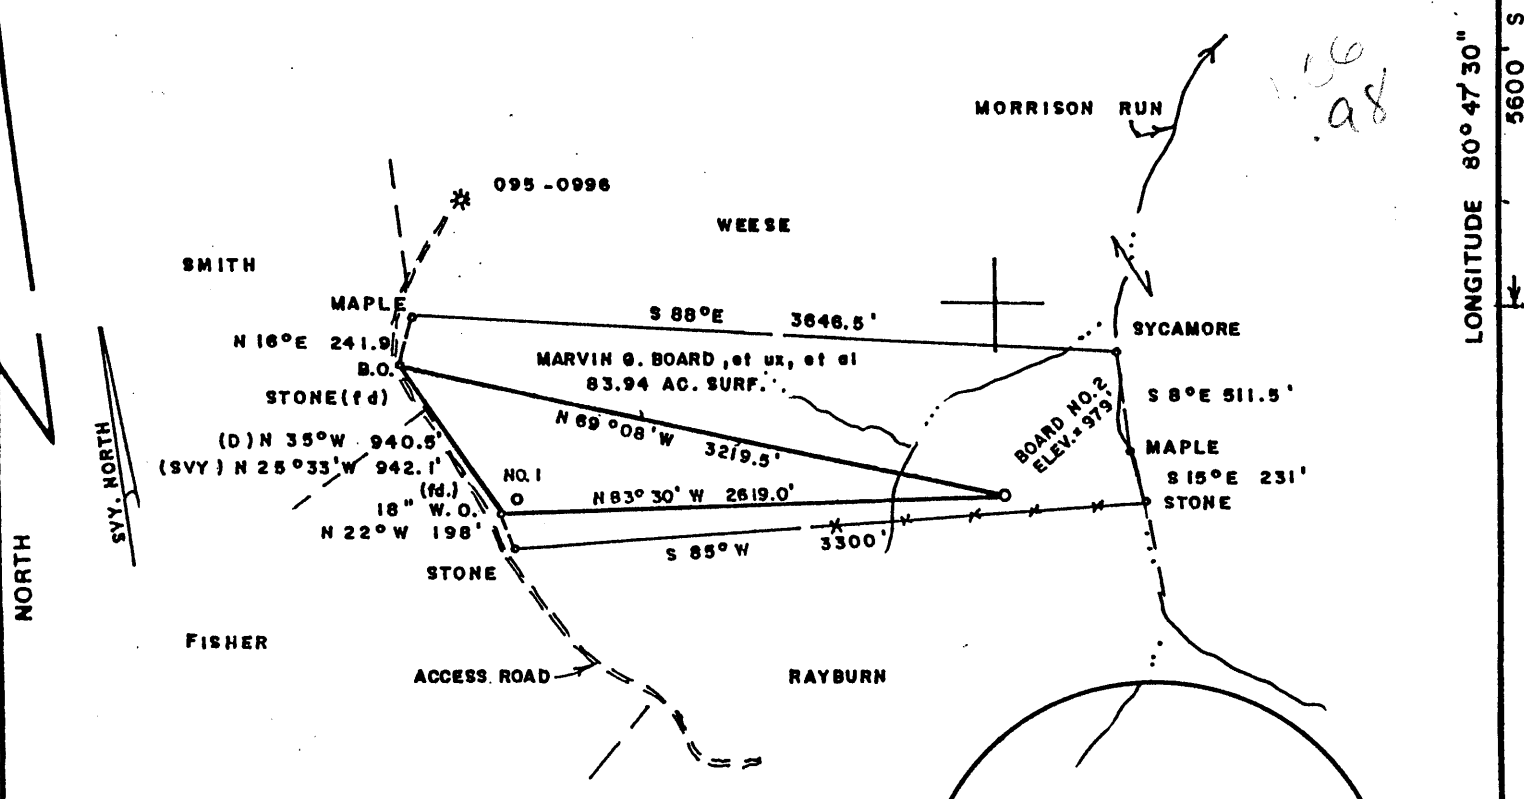 5600' S
LONGITUDE 80° 47' 30"
.98
MORRISON RUN
095-0996
WEESE
SMITH
MAPLE
S 88°E 3646.5'
SYCAMORE
N 16°E 241.9
B.O.
MARVIN G. BOARD, et ux, et al
83.94 AC. SURF.
STONE(fd)
N 69°08'W 3219.5'
BOARD NO. 2
ELEV. = 979'
S 8°E 511.5'
(D) N 35°W 940.5'
(SVY) N 25°33'W 942.1'
MAPLE
S 15°E 231'
NO. 1
(fd.)
18" W.O.
N 83°30' W 2619.0'
STONE
N 22°W 198'
S 85°W 3300'
STONE
SVY. NORTH
NORTH
FISHER
ACCESS ROAD
RAYBURN